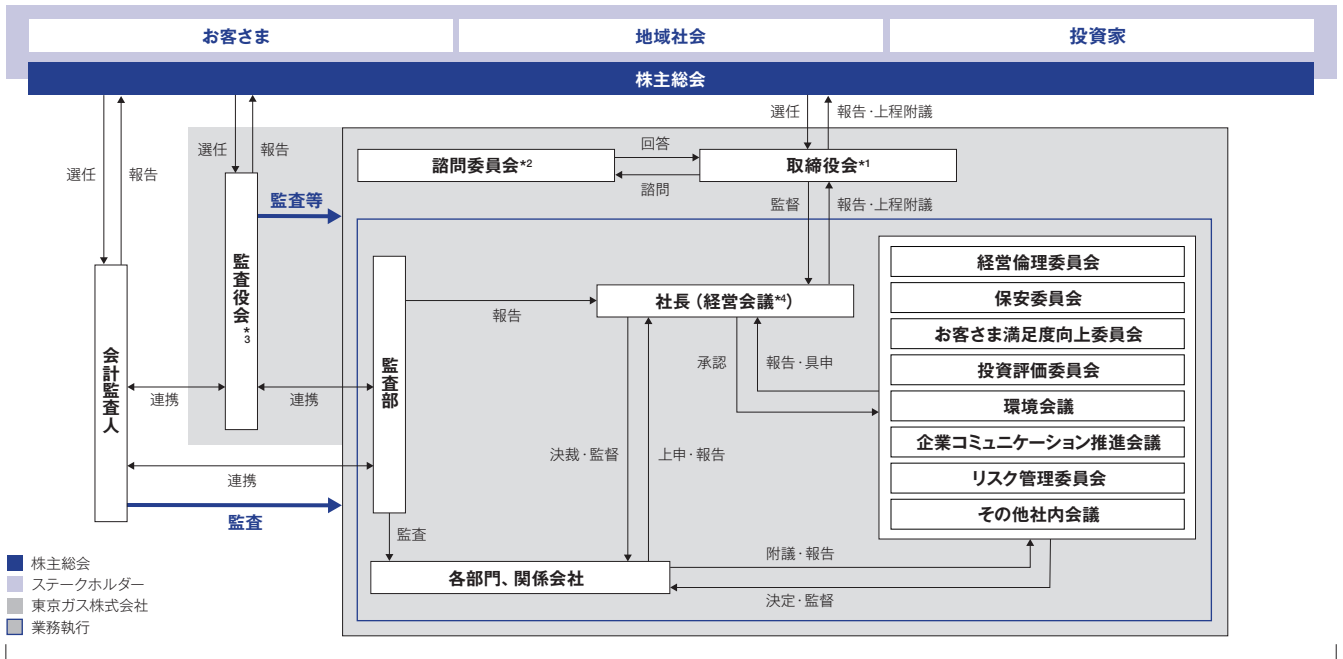 お客さま
地域社会
投資家
株主総会
選任
報告
選任
報告
選任
報告・上程附議
諮問委員会*2
回答
諮問
取締役会*1
監査等
監督
報告・上程附議
監査役会*3
会計監査人
監査部
報告
社長（経営会議*4）
承認
報告・具申
経営倫理委員会
保安委員会
お客さま満足度向上委員会
投資評価委員会
環境会議
企業コミュニケーション推進会議
リスク管理委員会
その他社内会議
連携
連携
連携
監査
決裁・監督
上申・報告
監査
各部門、関係会社
附議・報告
決定・監督
株主総会
ステークホルダー
東京ガス株式会社
業務執行